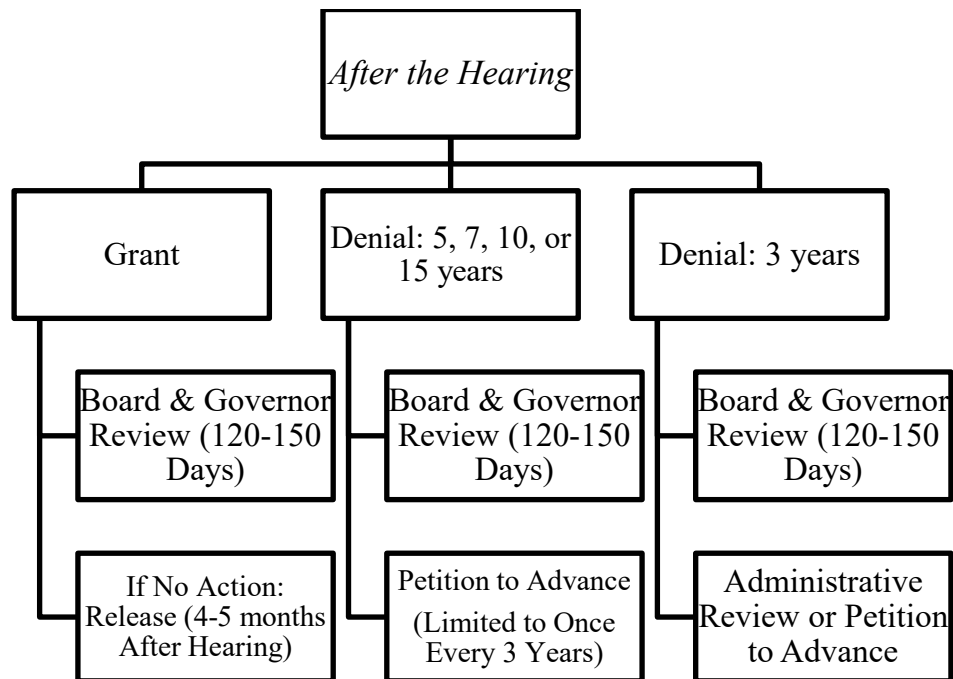 After the Hearing
Grant
Denial: 5, 7, 10, or
15 years
Denial: 3 years
Board & Governor
Review (120-150
Days)
Board & Governor
Review (120-150
Days)
Board & Governor
Review (120-150
Days)
If No Action:
Release (4-5 months
After Hearing)
Petition to Advance
(Limited to Once
Every 3 Years)
Administrative
Review or Petition
to Advance